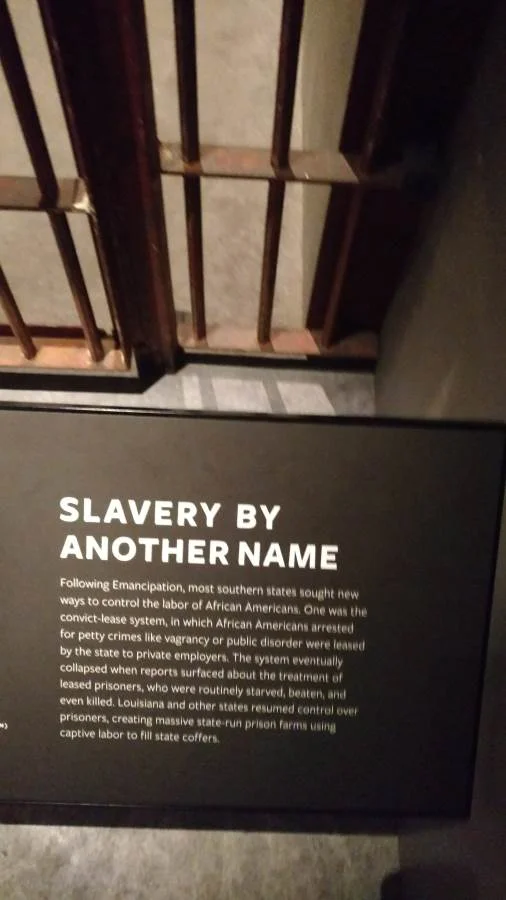 SLAVERY BY
ANOTHER NAME
Following Emancipation, most southern states sought new
ways to control the labor of African Americans. One was the
convict-lease system, in which African Americans arrested
for petty crimes like vagrancy or public disorder were leased
by the state to private employers. The system eventually
collapsed when reports surfaced about the treatment of
leased prisoners, who were routinely starved, beaten, and
even killed. Louisiana and other states resumed control over
prisoners, creating massive state-run prison farms using
captive labor to fill state coffers.